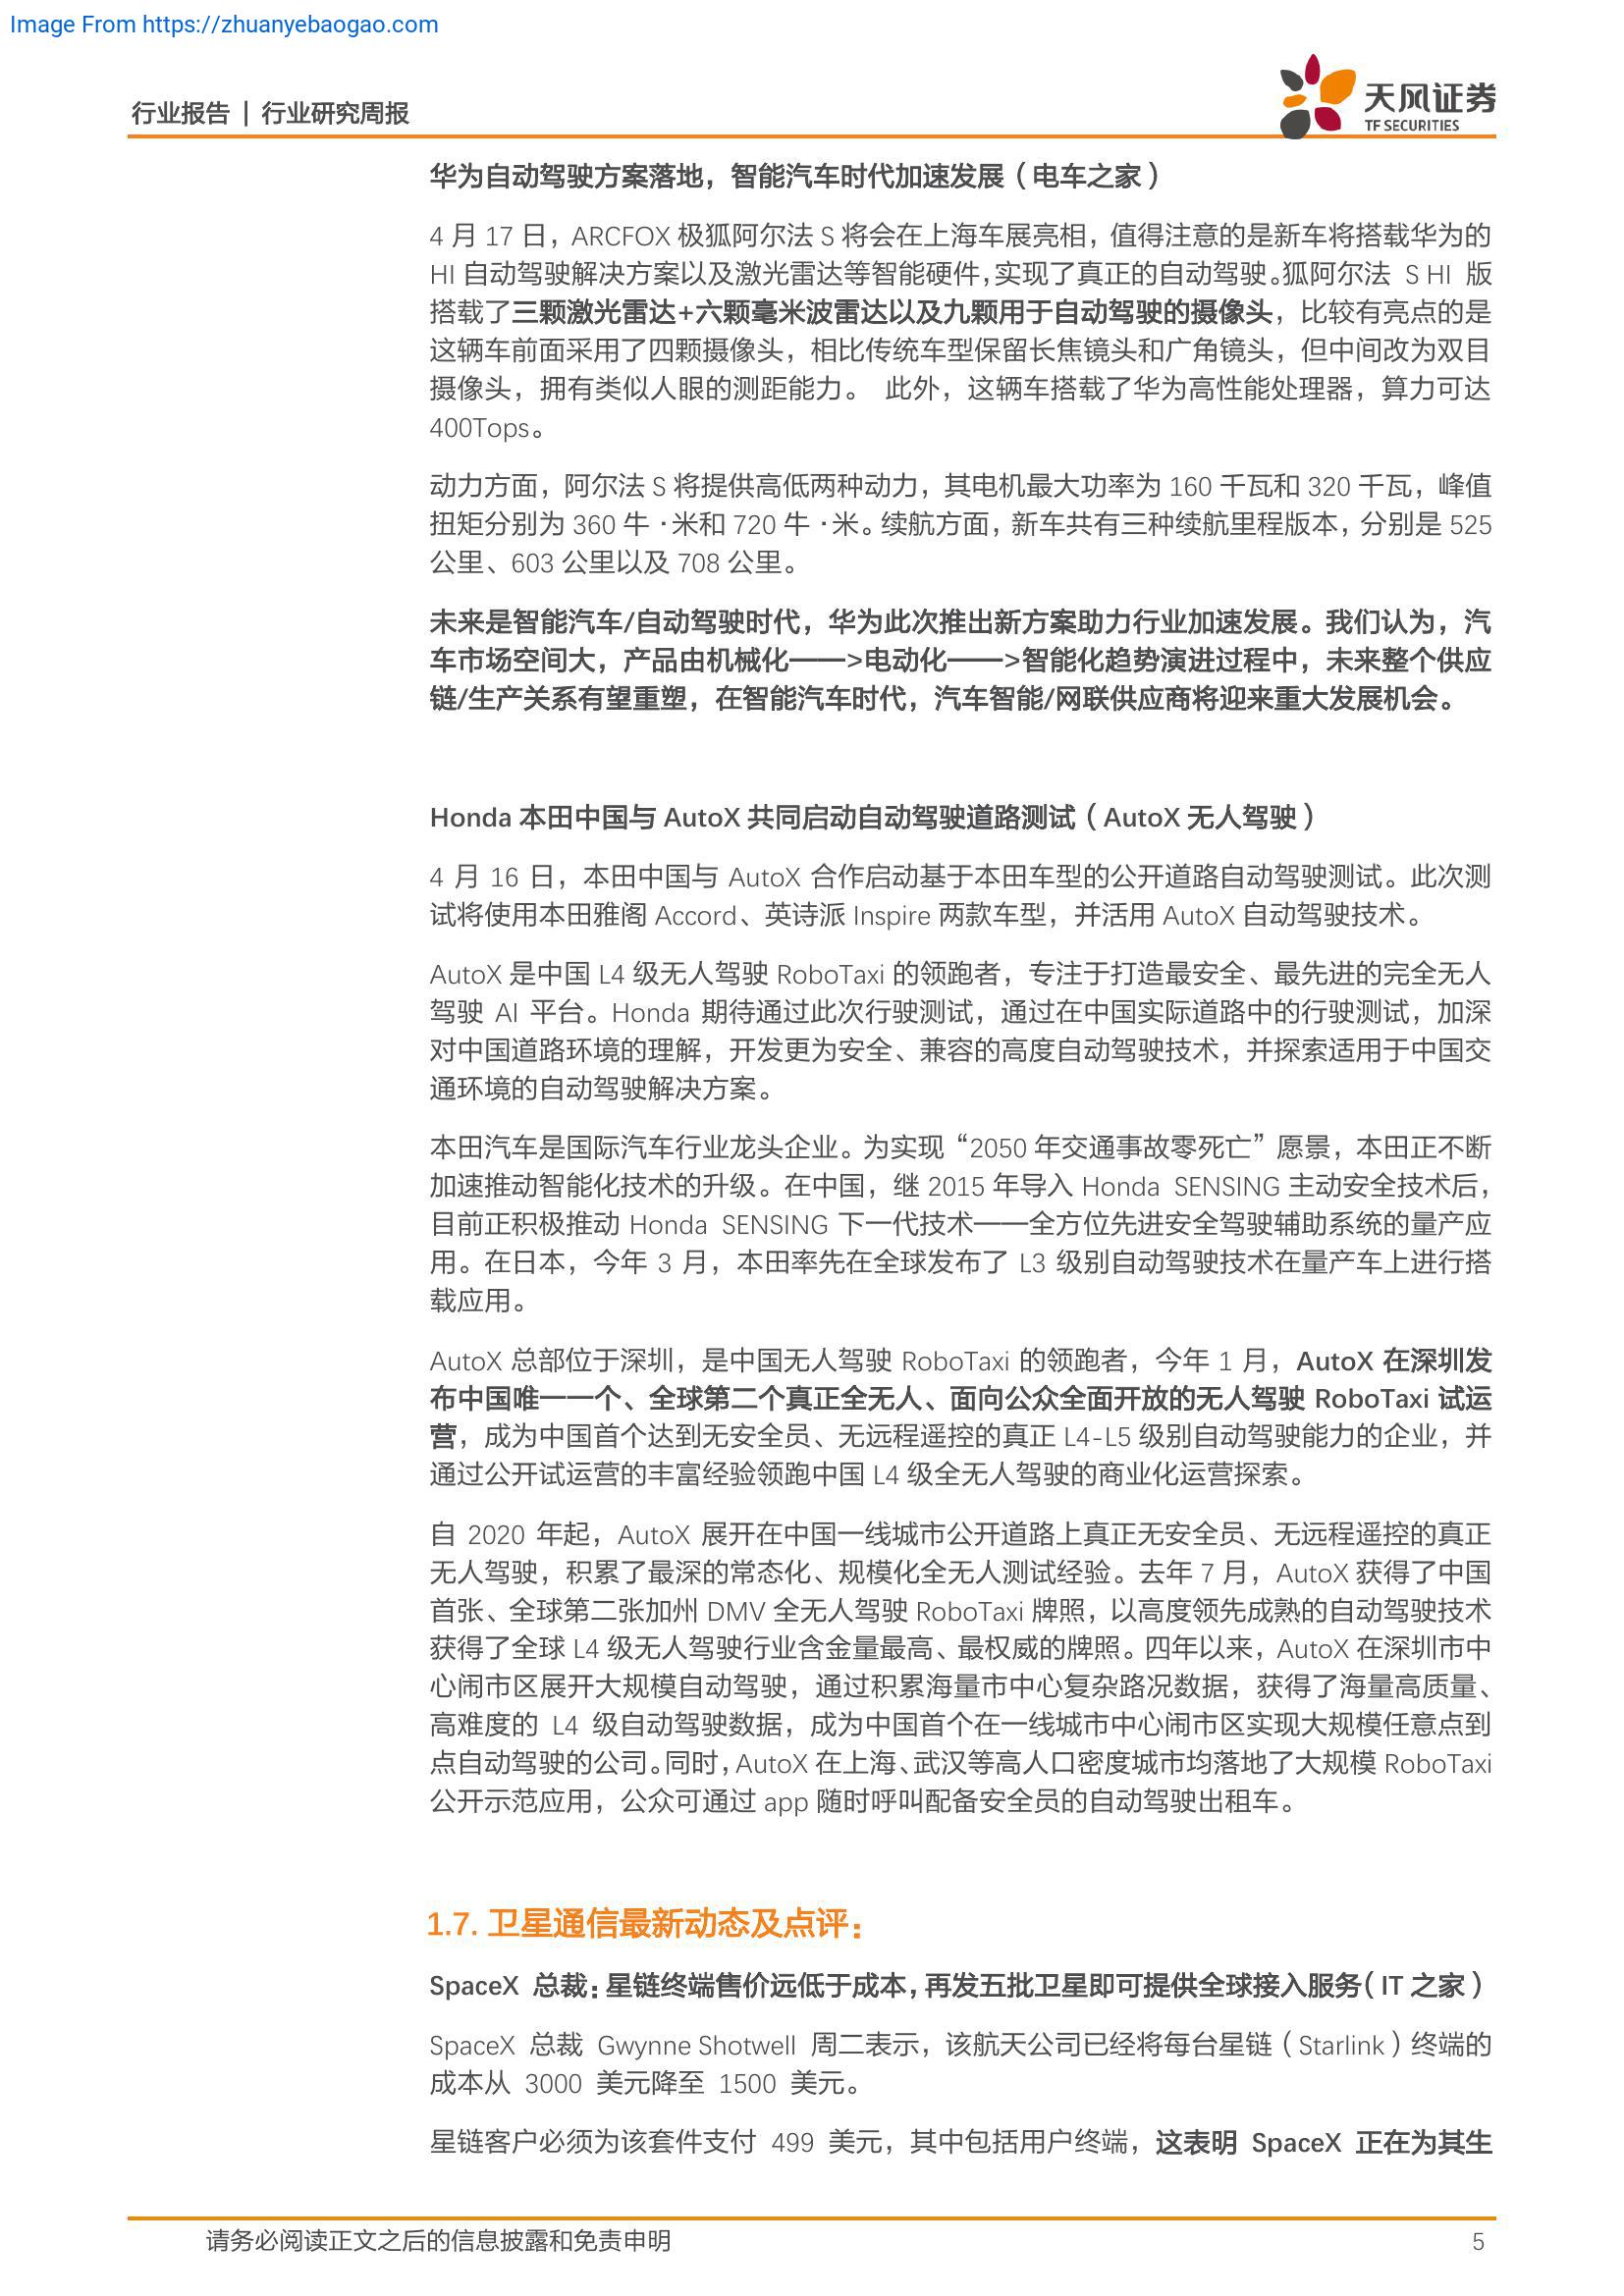 Image From https://zhuanyebaogao.com
行业报告 | 行业研究周报
天风证券
TF SECURITIES
华为自动驾驶方案落地，智能汽车时代加速发展（电车之家）
4 月 17 日，ARCFOX 极狐阿尔法 S 将会在上海车展亮相，值得注意的是新车将搭载华为的
HI 自动驾驶解决方案以及激光雷达等智能硬件，实现了真正的自动驾驶。狐阿尔法 S HI 版
搭载了三颗激光雷达+六颗毫米波雷达以及九颗用于自动驾驶的摄像头，比较有亮点的是
这辆车前面采用了四颗摄像头，相比传统车型保留长焦镜头和广角镜头，但中间改为双目
摄像头，拥有类似人眼的测距能力。 此外，这辆车搭载了华为高性能处理器，算力可达
400Tops。
动力方面，阿尔法 S 将提供高低两种动力，其电机最大功率为 160 千瓦和 320 千瓦，峰值
扭矩分别为 360 牛 ·米和 720 牛 ·米。续航方面，新车共有三种续航里程版本，分别是 525
公里、603 公里以及 708 公里。
未来是智能汽车/自动驾驶时代，华为此次推出新方案助力行业加速发展。我们认为，汽
车市场空间大，产品由机械化——>电动化——>智能化趋势演进过程中，未来整个供应
链/生产关系有望重塑，在智能汽车时代，汽车智能/网联供应商将迎来重大发展机会。
Honda 本田中国与 AutoX 共同启动自动驾驶道路测试（AutoX 无人驾驶）
4 月 16 日，本田中国与 AutoX 合作启动基于本田车型的公开道路自动驾驶测试。此次测
试将使用本田雅阁 Accord、英诗派 Inspire 两款车型，并活用 AutoX 自动驾驶技术。
AutoX 是中国 L4 级无人驾驶 RoboTaxi 的领跑者，专注于打造最安全、最先进的完全无人
驾驶 AI 平台。Honda 期待通过此次行驶测试，通过在中国实际道路中的行驶测试，加深
对中国道路环境的理解，开发更为安全、兼容的高度自动驾驶技术，并探索适用于中国交
通环境的自动驾驶解决方案。
本田汽车是国际汽车行业龙头企业。为实现“2050 年交通事故零死亡”愿景，本田正不断
加速推动智能化技术的升级。在中国，继 2015 年导入 Honda SENSING 主动安全技术后，
目前正积极推动 Honda SENSING 下一代技术——全方位先进安全驾驶辅助系统的量产应
用。在日本，今年 3 月，本田率先在全球发布了 L3 级别自动驾驶技术在量产车上进行搭
载应用。
AutoX 总部位于深圳，是中国无人驾驶 RoboTaxi 的领跑者，今年 1 月，AutoX 在深圳发
布中国唯一一个、全球第二个真正全无人、面向公众全面开放的无人驾驶 RoboTaxi 试运
营，成为中国首个达到无安全员、无远程遥控的真正 L4-L5 级别自动驾驶能力的企业，并
通过公开试运营的丰富经验领跑中国 L4 级全无人驾驶的商业化运营探索。
自 2020 年起，AutoX 展开在中国一线城市公开道路上真正无安全员、无远程遥控的真正
无人驾驶，积累了最深的常态化、规模化全无人测试经验。去年 7 月，AutoX 获得了中国
首张、全球第二张加州 DMV 全无人驾驶 RoboTaxi 牌照，以高度领先成熟的自动驾驶技术
获得了全球 L4 级无人驾驶行业含金量最高、最权威的牌照。四年以来，AutoX 在深圳市中
心闹市区展开大规模自动驾驶，通过积累海量市中心复杂路况数据，获得了海量高质量、
高难度的 L4 级自动驾驶数据，成为中国首个在一线城市中心闹市区实现大规模任意点到
点自动驾驶的公司。同时，AutoX 在上海、武汉等高人口密度城市均落地了大规模 RoboTaxi
公开示范应用，公众可通过 app 随时呼叫配备安全员的自动驾驶出租车。
1.7. 卫星通信最新动态及点评：
SpaceX 总裁：星链终端售价远低于成本，再发五批卫星即可提供全球接入服务（IT 之家）
SpaceX 总裁 Gwynne Shotwell 周二表示，该航天公司已经将每台星链（Starlink）终端的
成本从 3000 美元降至 1500 美元。
星链客户必须为该套件支付 499 美元，其中包括用户终端，这表明 SpaceX 正在为其生
请务必阅读正文之后的信息披露和免责申明
5